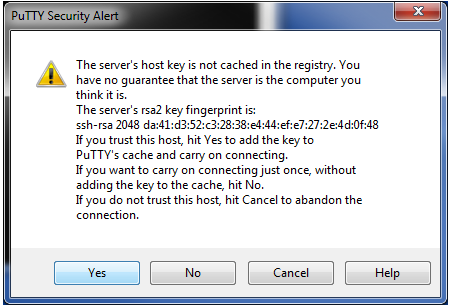 PuTTY Security Alert
The server's host key is not cached in the registry. You
have no guarantee that the server is the computer you
think it is.
The server's rsa2 key fingerprint is:
ssh-rsa 2048 da:41:d3:52:c3:28:38:e4:44:ef:e7:27:2e:4d:0f:48
If you trust this host, hit Yes to add the key to
PuTTY's cache and carry on connecting.
If you want to carry on connecting just once, without
adding the key to the cache, hit No.
If you do not trust this host, hit Cancel to abandon the
connection.
Yes
No
Cancel
Help